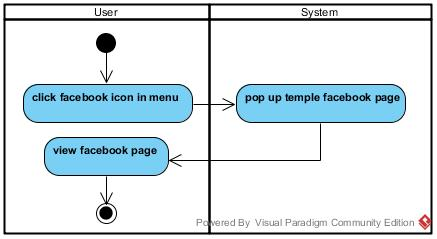 User
System
click facebook icon in menu
pop up temple facebook page
view facebook page
Powered By Visual Paradigm Community Edition